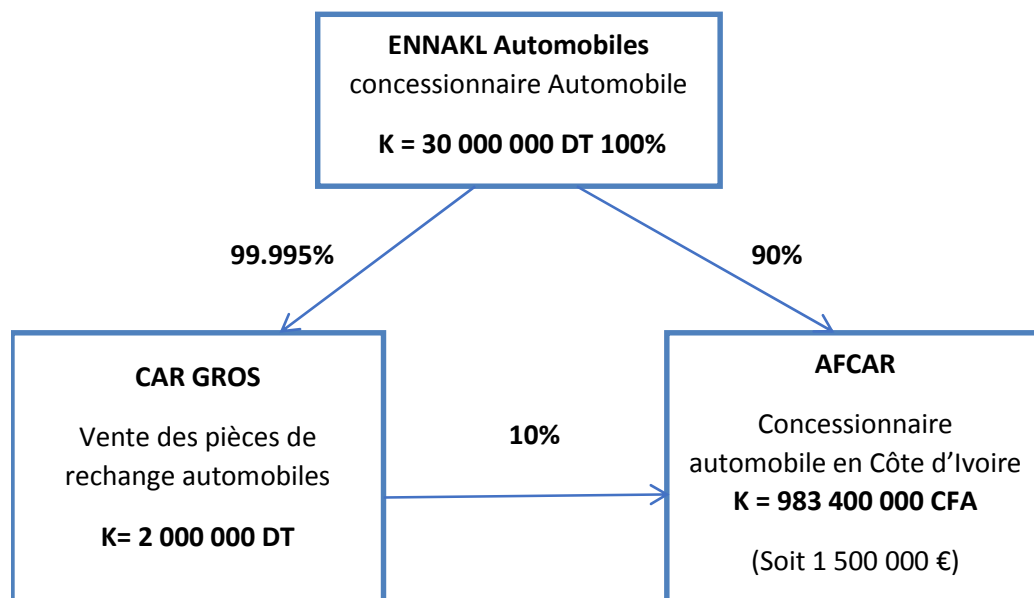 ENNAKL Automobiles
concessionnaire Automobile
K = 30 000 000 DT 100%
99.995%
90%
CAR GROS
Vente des pièces de
rechange automobiles
K= 2 000 000 DT
10%
AFCAR
Concessionnaire
automobile en Côte d’Ivoire
K = 983 400 000 CFA
(Soit 1 500 000 €)